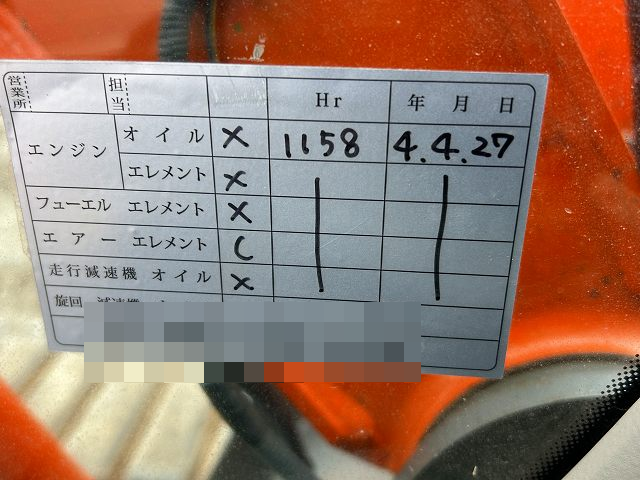 営業所 担当 Hr 年 月 日
エンジン オイル × 1158 4.4.27
エレメント ×
フューエル エレメント ×
エアー エレメント C
走行減速機 オイル ×
旋回